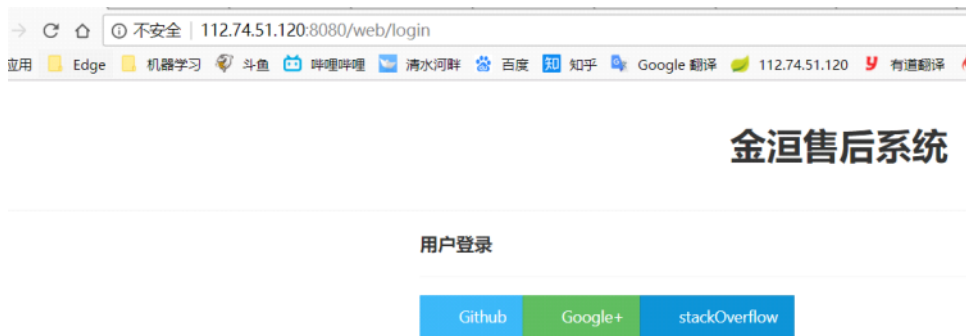 不安全 112.74.51.120:8080/web/login
应用 Edge 机器学习 斗鱼 哔哩哔哩 清水河畔 百度 知 知乎 Google 翻译 112.74.51.120 有道翻译
金洹售后系统
用户登录
Github Google+ stackOverflow